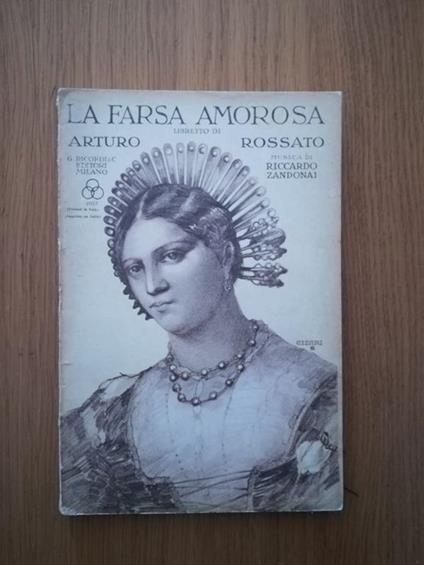 LA FARSA AMOROSA
LIBRETTO DI
ARTURO ROSSATO
G. RICORDI & C.
EDITORI
MILANO
MUSICA DI
RICCARDO
ZANDONAI